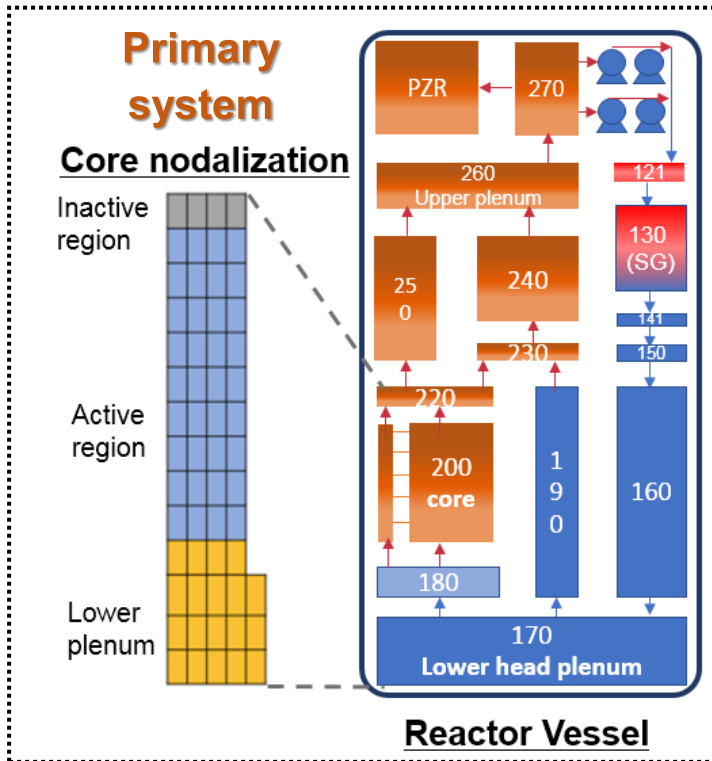 Primary
system
Core nodalization
Inactive
region
Active
region
Lower
plenum
PZR
270
260
Upper plenum
121
130
(SG)
25
0
240
141
150
230
220
200
core
1
9
0
160
180
170
Lower head plenum
Reactor Vessel